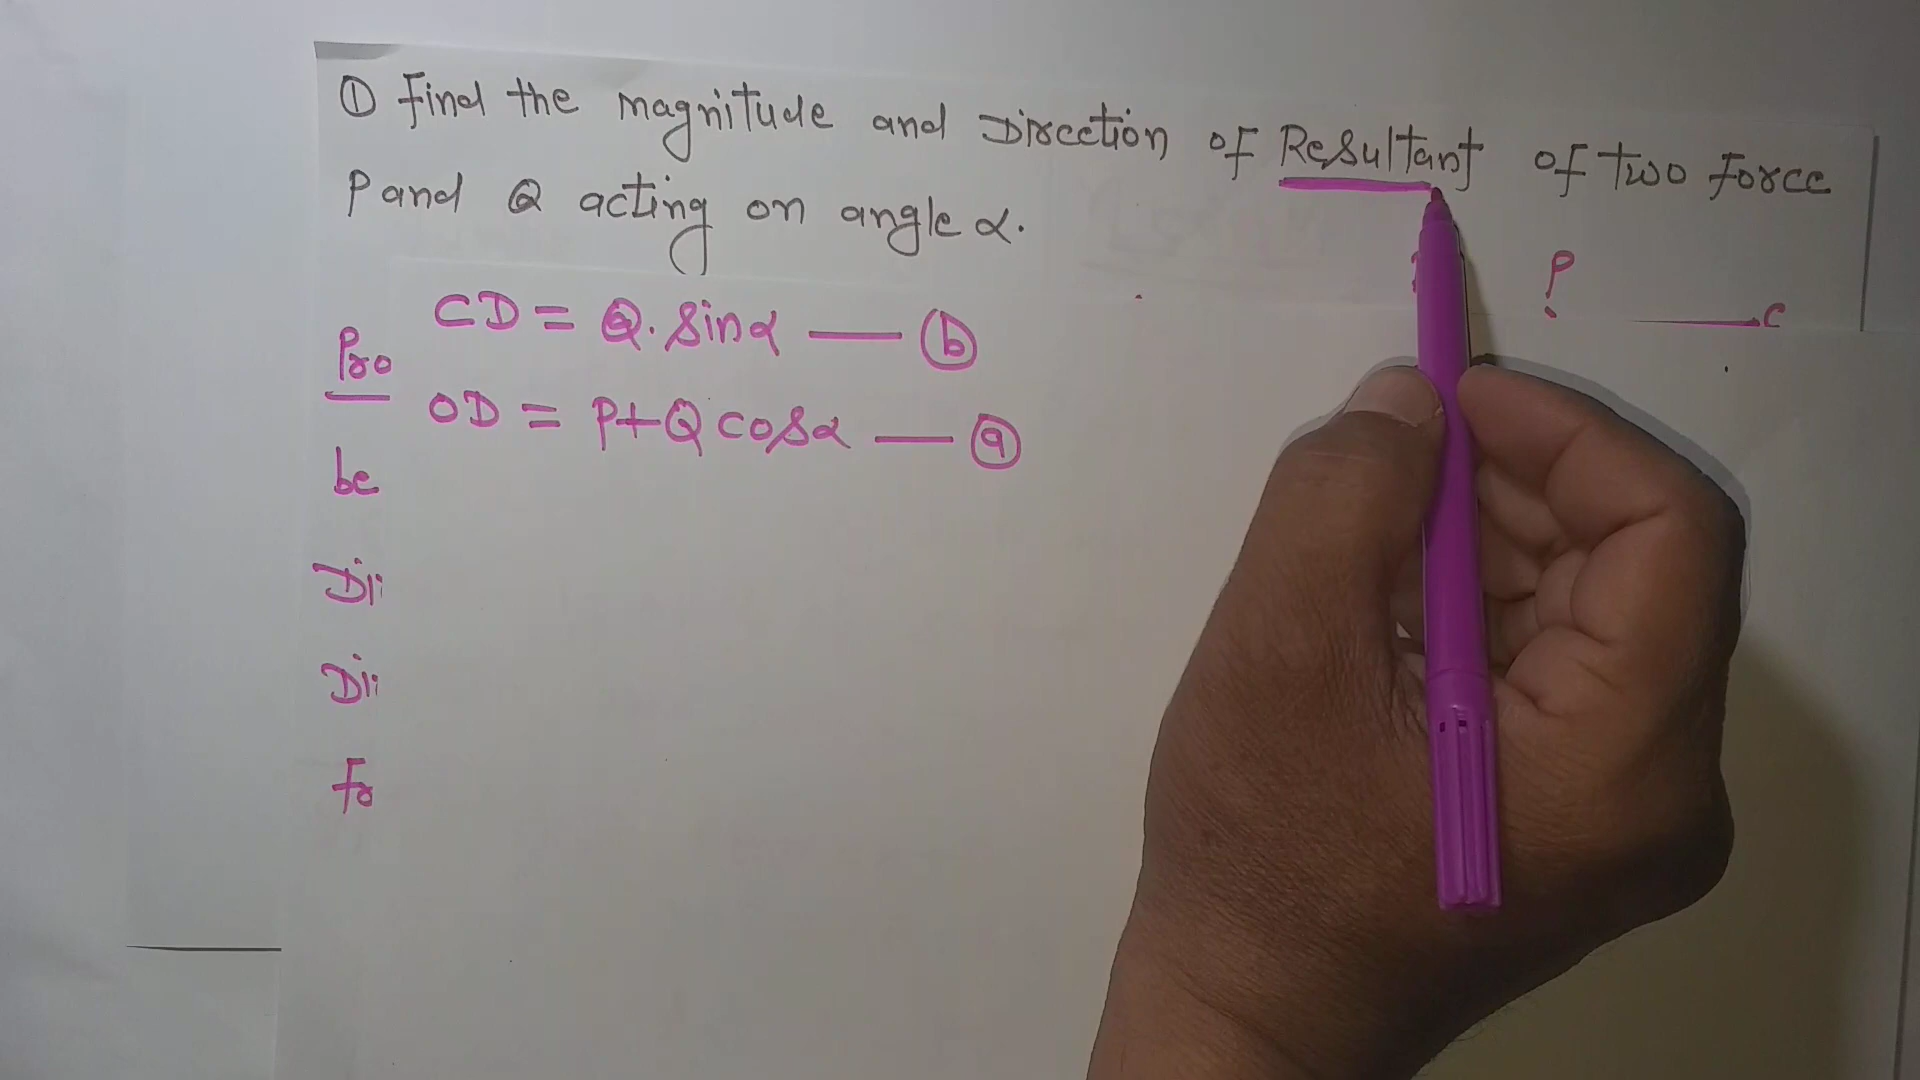 ① Find the magnitude and Direction of Resultant of two Force
P and Q acting on angle α.
P
C
CD = Q. Sinα — ⓑ
Pro
OD = P+Q cosα — ⓐ
be
Di
Di
Fo